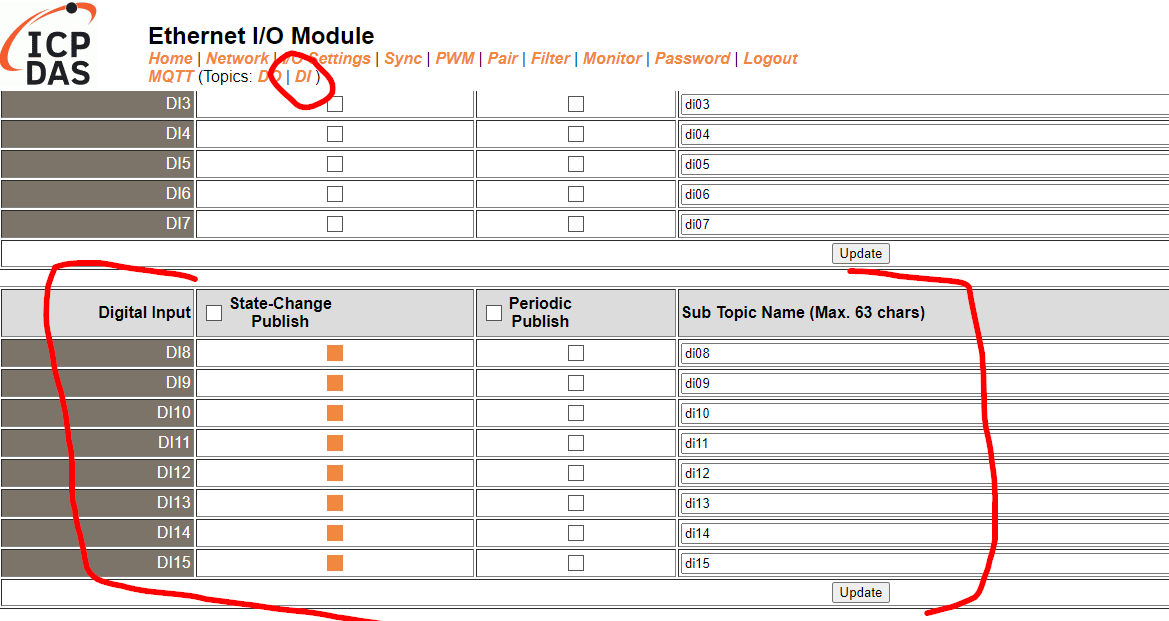 ICP
DAS
Ethernet I/O Module
Home | Network | I/O Settings | Sync | PWM | Pair | Filter | Monitor | Password | Logout
MQTT (Topics: DO | DI )
DI3 di03
DI4 di04
DI5 di05
DI6 di06
DI7 di07
Update
Digital Input State-Change Publish Periodic Publish Sub Topic Name (Max. 63 chars)
DI8 di08
DI9 di09
DI10 di10
DI11 di11
DI12 di12
DI13 di13
DI14 di14
DI15 di15
Update